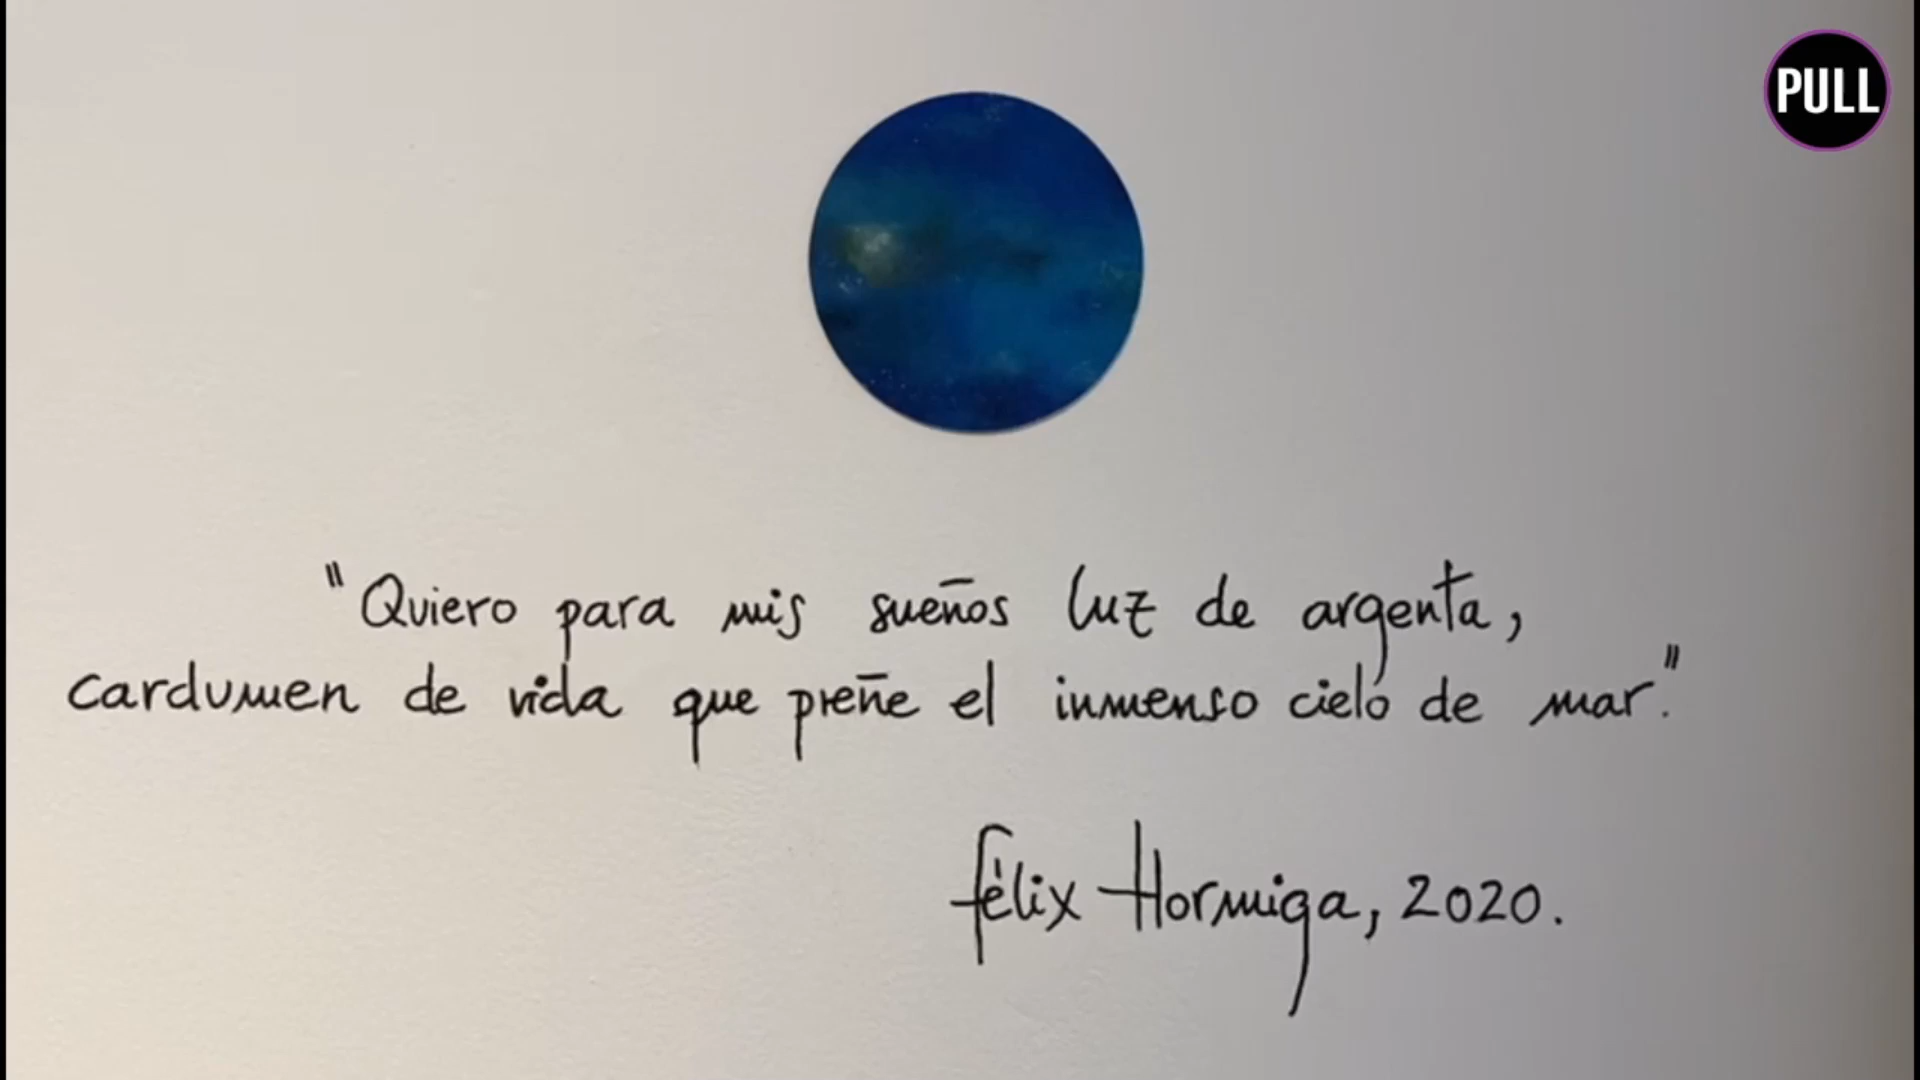 PULL
"Quiero para mis sueños luz de argenta,
cardumen de vida que preñe el inmenso cielo de mar."
Félix Hormiga, 2020.